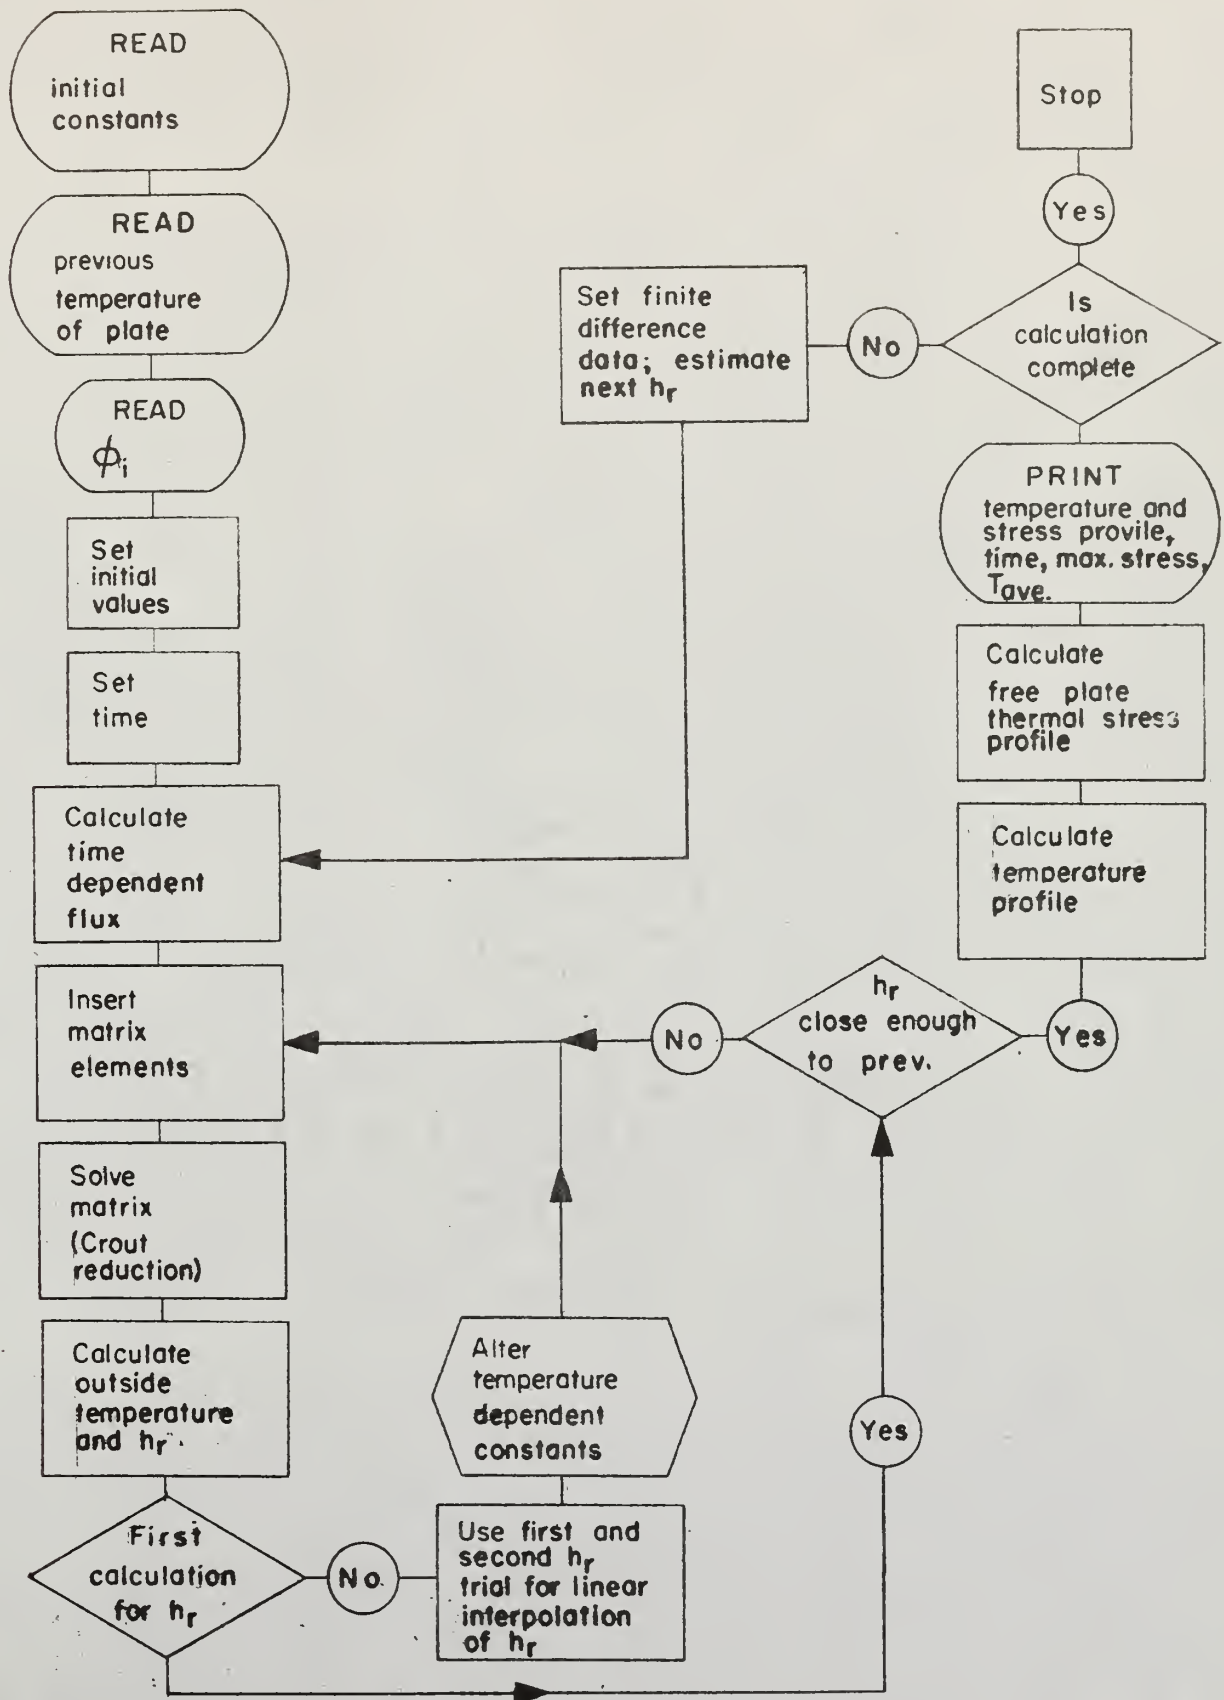 READ
initial
constants
READ
previous
temperature
of plate
READ
ϕi
Set
initial
values
Set
time
Calculate
time
dependent
flux
Insert
matrix
elements
Solve
matrix
(Crout
reduction)
Calculate
outside
temperature
and hr.
First
calculation
for hr
No
Use first and
second hr
trial for linear
interpolation
of hr
Alter
temperature
dependent
constants
Yes
hr
close enough
to prev.
No
Yes
Calculate
temperature
profile
Calculate
free plate
thermal stress
profile
PRINT
temperature and
stress provile,
time, max. stress,
Tave.
Is
calculation
complete
No
Set finite
difference
data; estimate
next hr
Yes
Stop